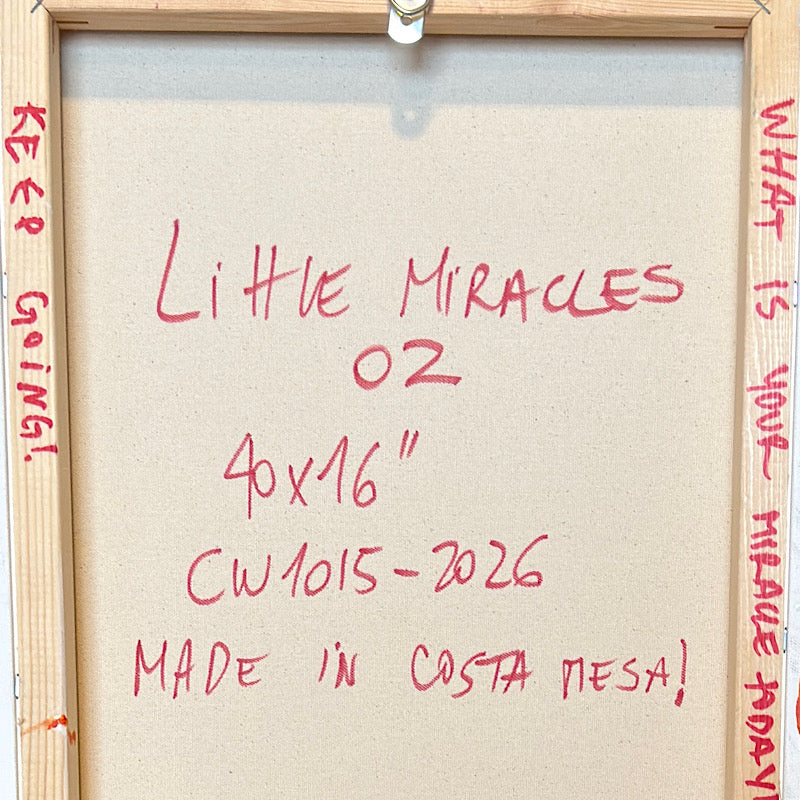 LiTTLE MiRACLES
02
40x16"
CW1015-2026
MADE iN COSTA MESA!
KEEP GOiNG!
WHAT IS YOUR MIRACLE TODAY